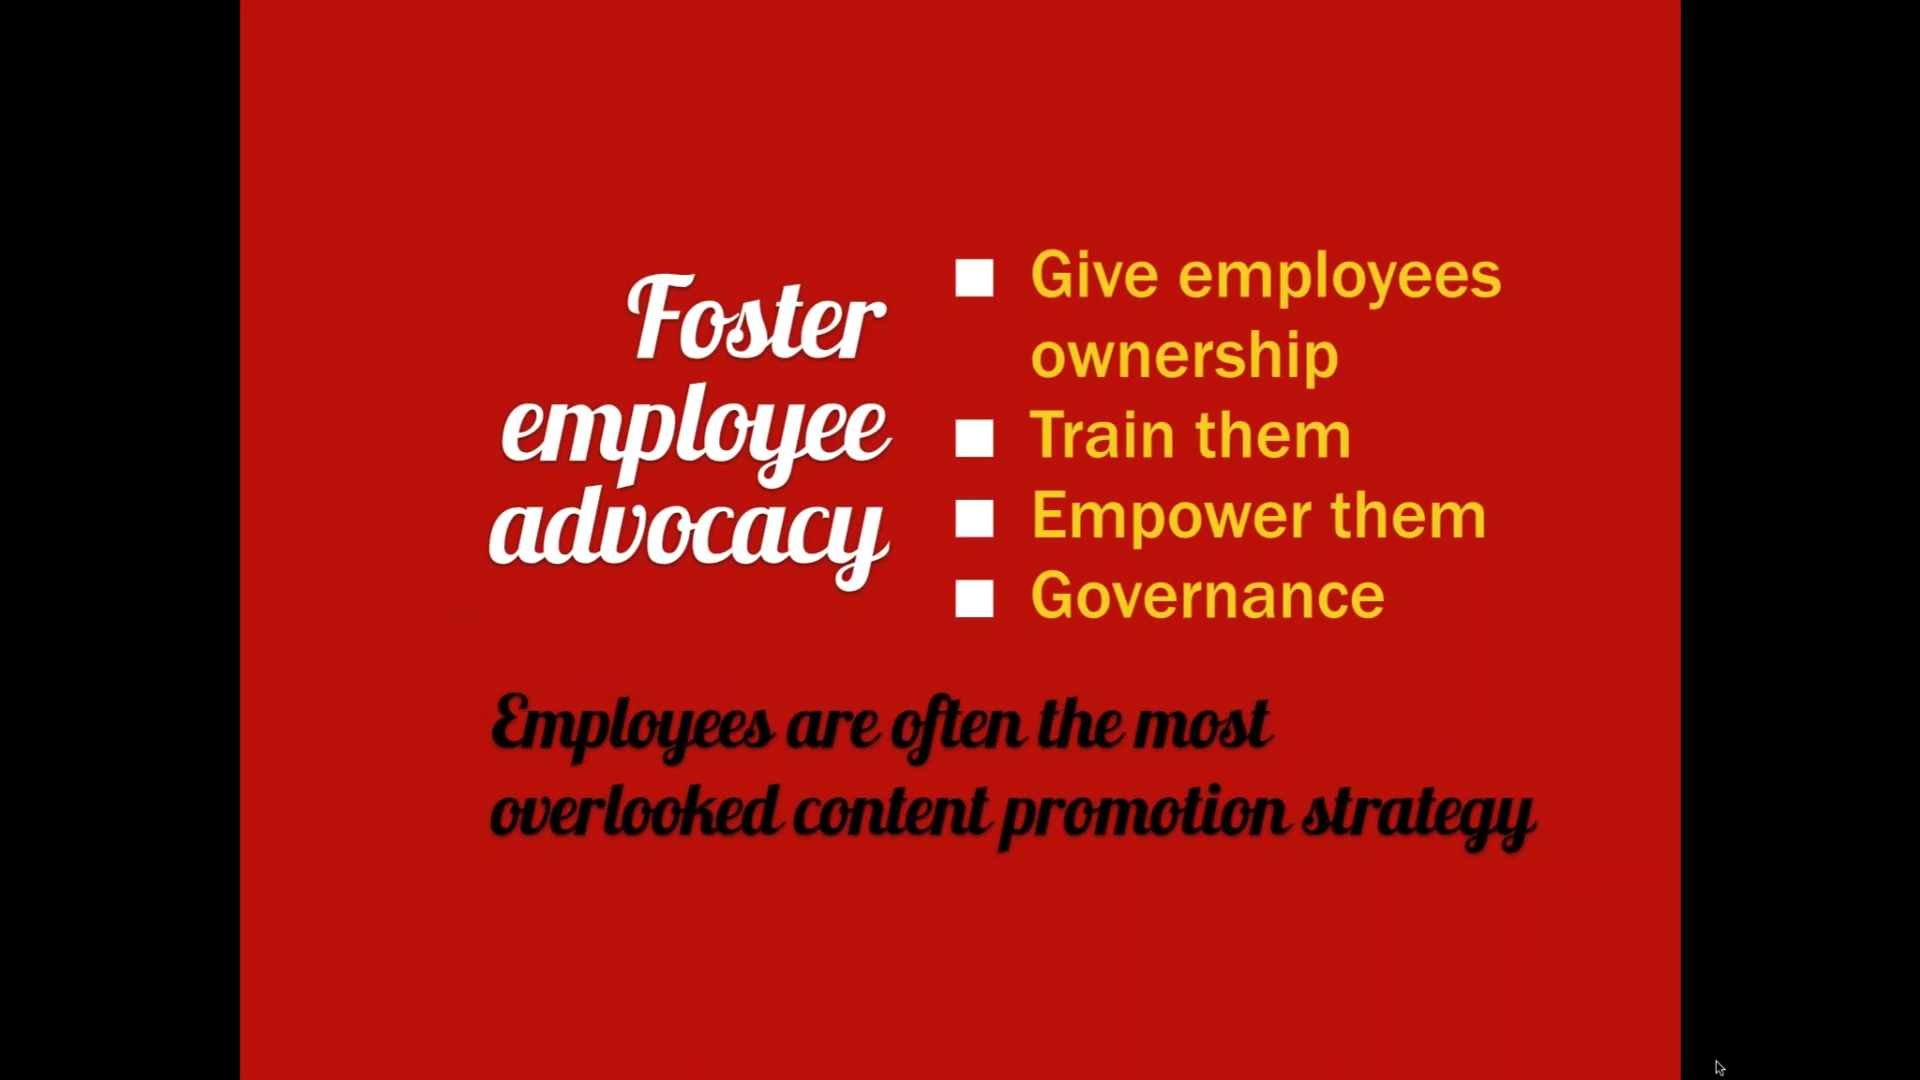 Foster
employee
advocacy
Give employees
ownership
Train them
Empower them
Governance
Employees are often the most
overlooked content promotion strategy